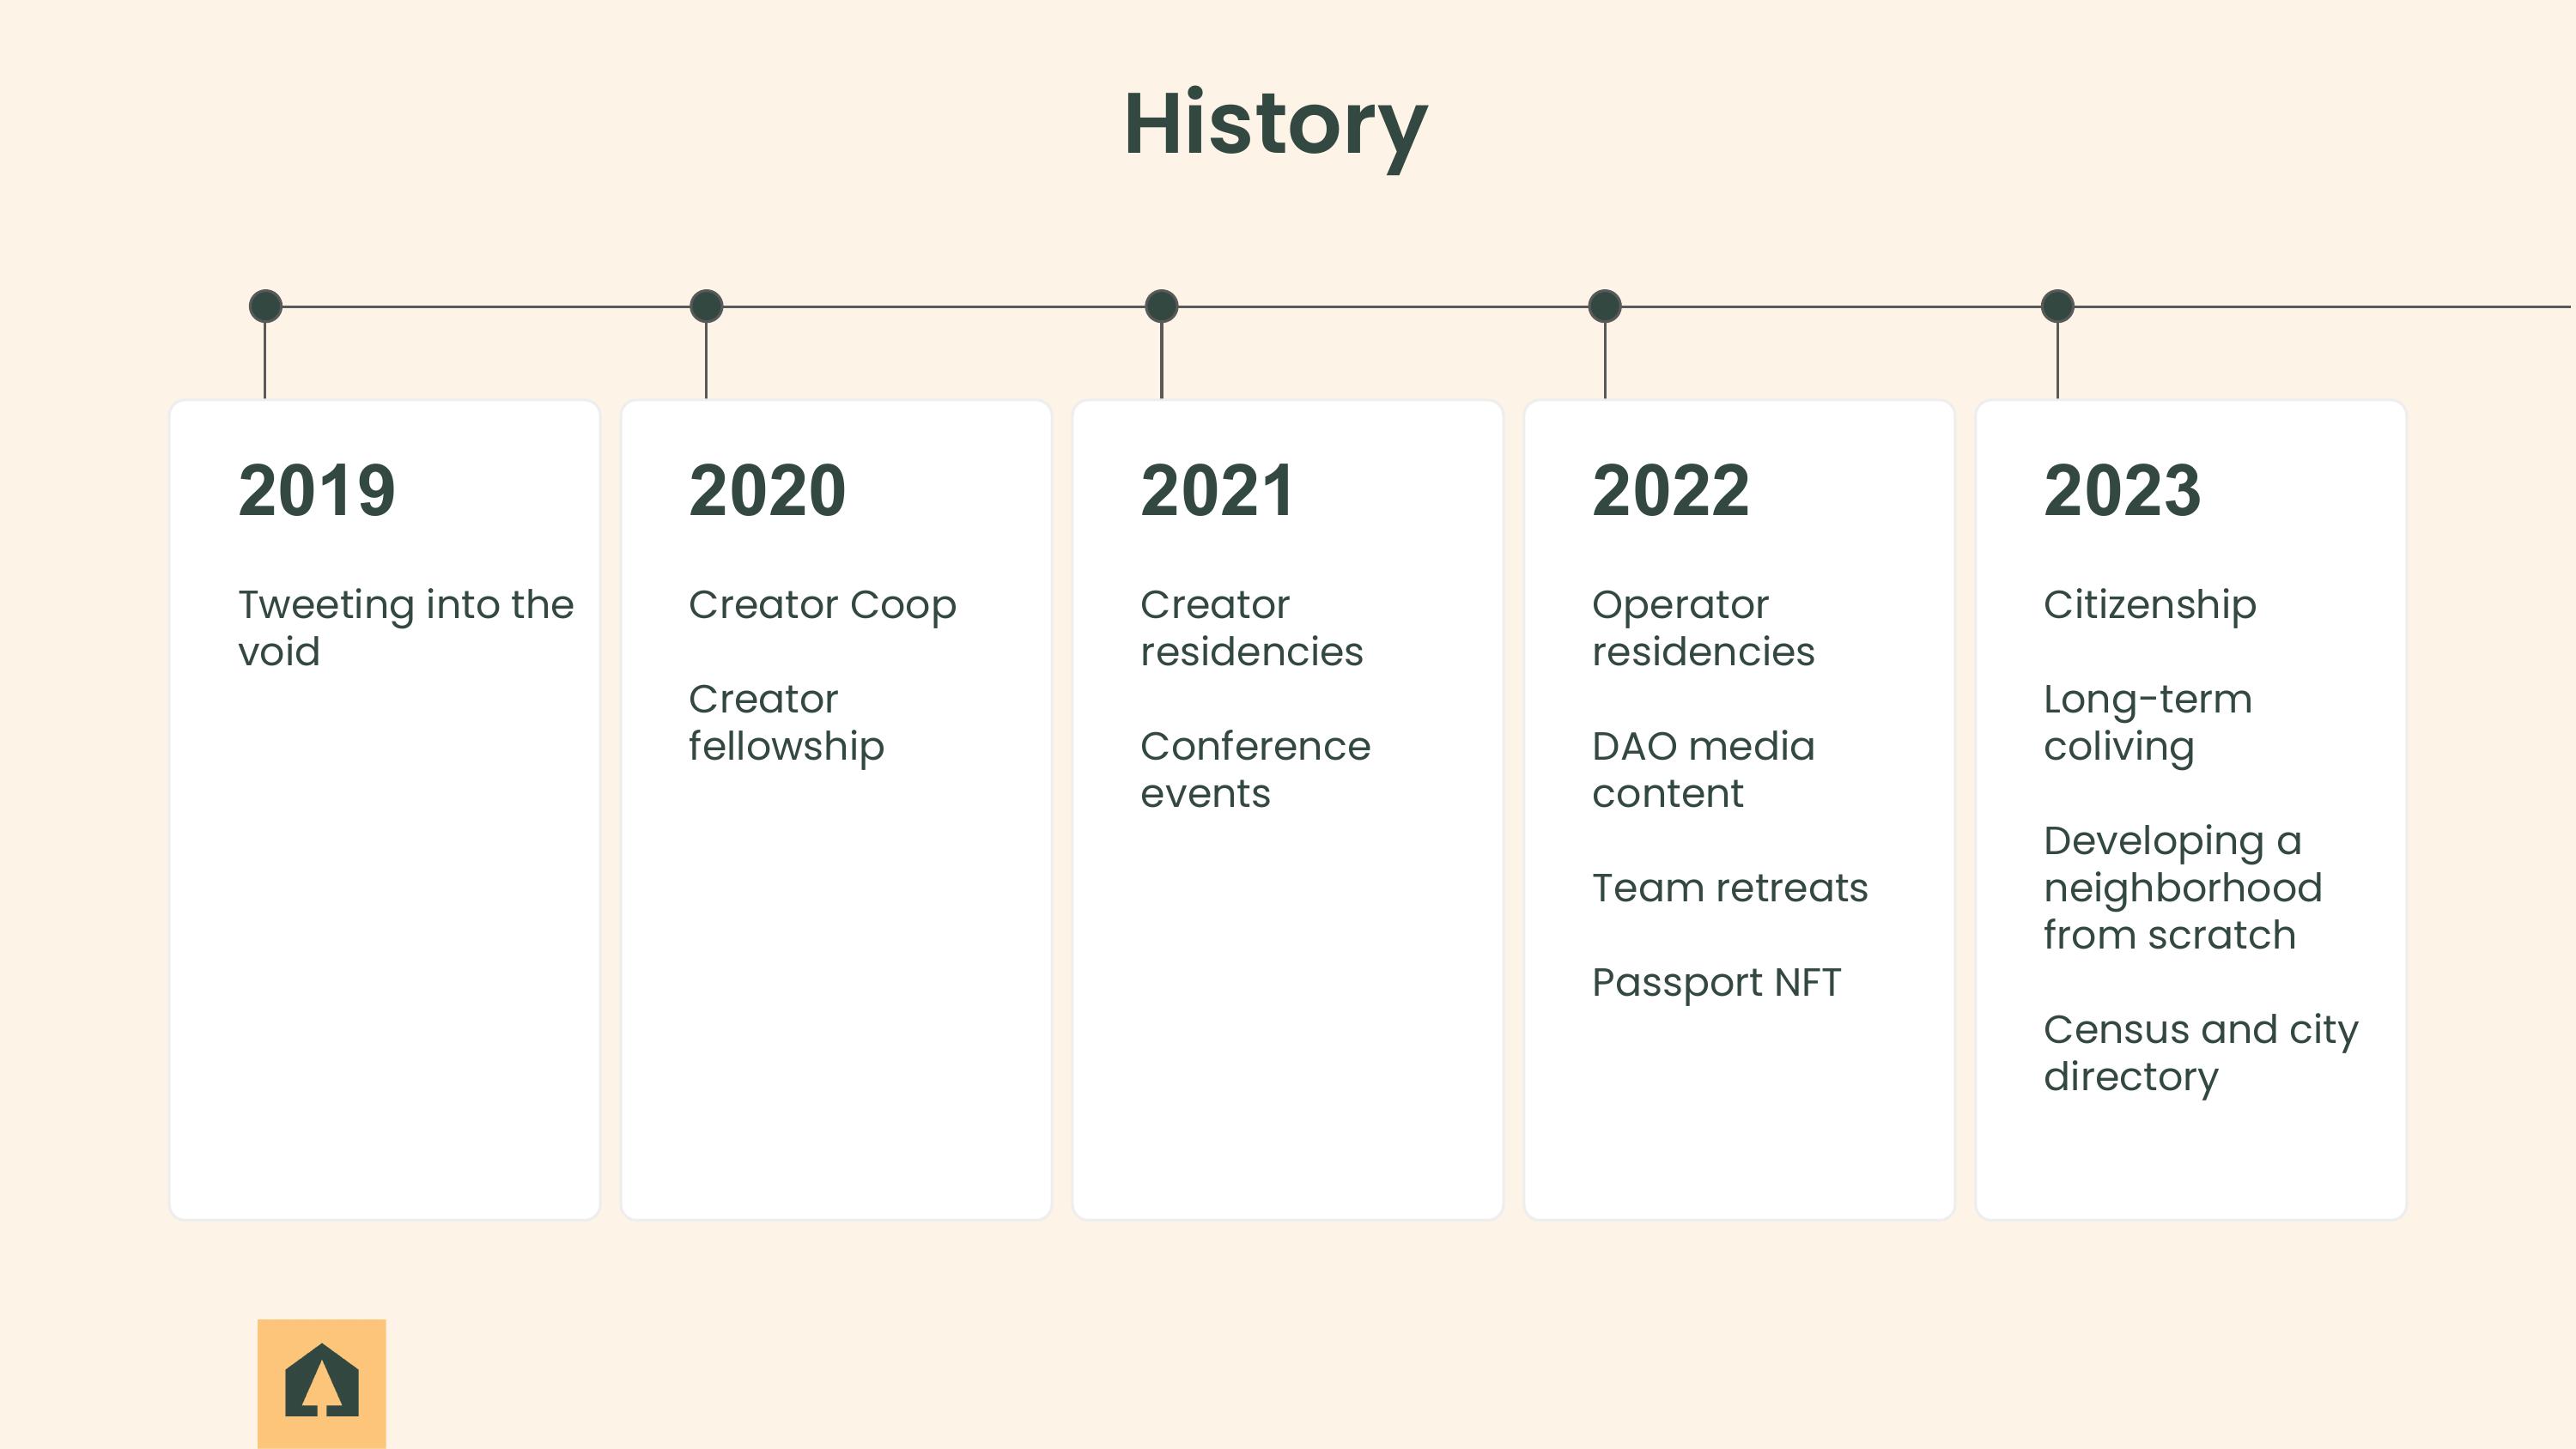 History
2019
Tweeting into the
void
2020
Creator Coop
Creator
fellowship
2021
Creator
residencies
Conference
events
2022
Operator
residencies
DAO media
content
Team retreats
Passport NFT
2023
Citizenship
Long-term
coliving
Developing a
neighborhood
from scratch
Census and city
directory